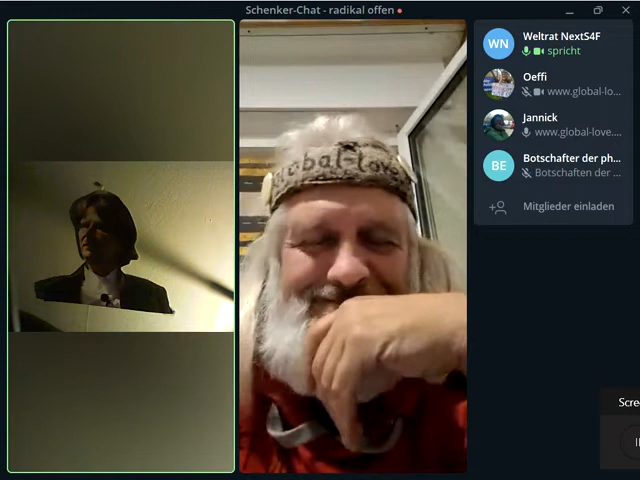 Schenker-Chat - radikal offen
WN
Weltrat NextS4F
spricht
Oeffi
www.global-lo...
Jannick
www.global-love....
BE
Botschafter der ph...
Botschaften der ...
Mitglieder einladen
global-love
Scre